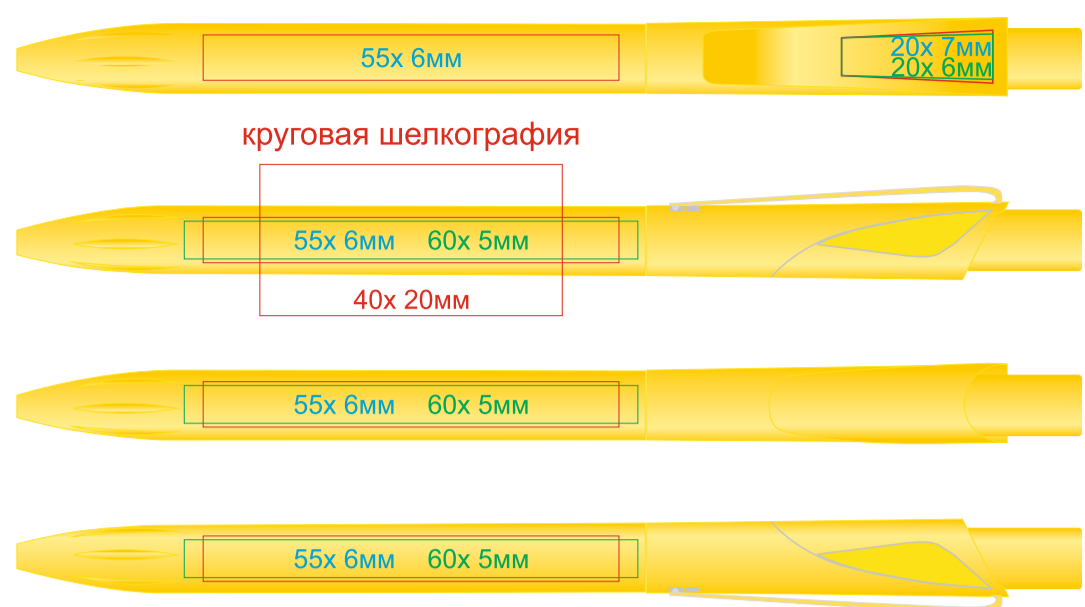 55х 6мм
20х 7мм
20х 6мм
круговая шелкография
55х 6мм 60х 5мм
40х 20мм
55х 6мм 60х 5мм
55х 6мм 60х 5мм